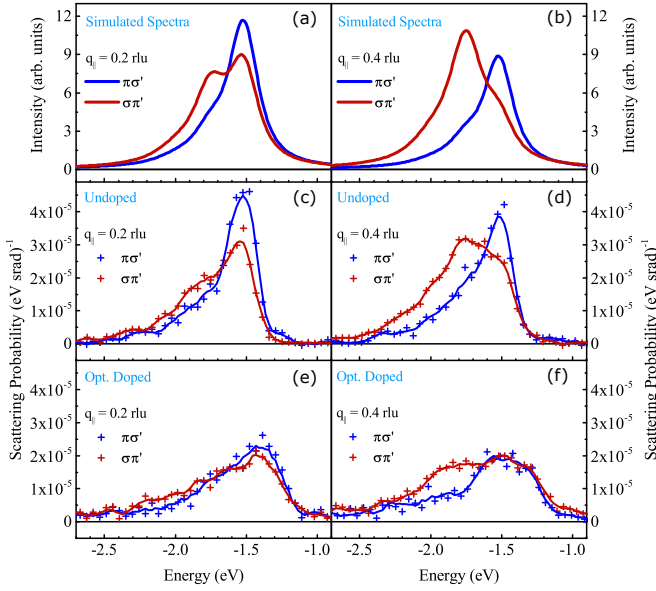 Simulated Spectra
(a)
q|| = 0.2 rlu
πσ'
σπ'
12
9
6
3
0
Intensity (arb. units)
Simulated Spectra
(b)
q|| = 0.4 rlu
πσ'
σπ'
12
9
6
3
0
Intensity (arb. units)
Undoped
(c)
q|| = 0.2 rlu
πσ'
σπ'
4x10⁻⁵
3x10⁻⁵
2x10⁻⁵
1x10⁻⁵
0
Undoped
(d)
q|| = 0.4 rlu
πσ'
σπ'
4x10⁻⁵
3x10⁻⁵
2x10⁻⁵
1x10⁻⁵
0
Scattering Probability (eV srad)⁻¹
Scattering Probability (eV srad)⁻¹
Opt. Doped
(e)
q|| = 0.2 rlu
πσ'
σπ'
4x10⁻⁵
3x10⁻⁵
2x10⁻⁵
1x10⁻⁵
0
Opt. Doped
(f)
q|| = 0.4 rlu
πσ'
σπ'
4x10⁻⁵
3x10⁻⁵
2x10⁻⁵
1x10⁻⁵
0
-2.0 -1.5 -1.0
-2.0 -1.5 -1.0
Energy (eV)
Energy (eV)